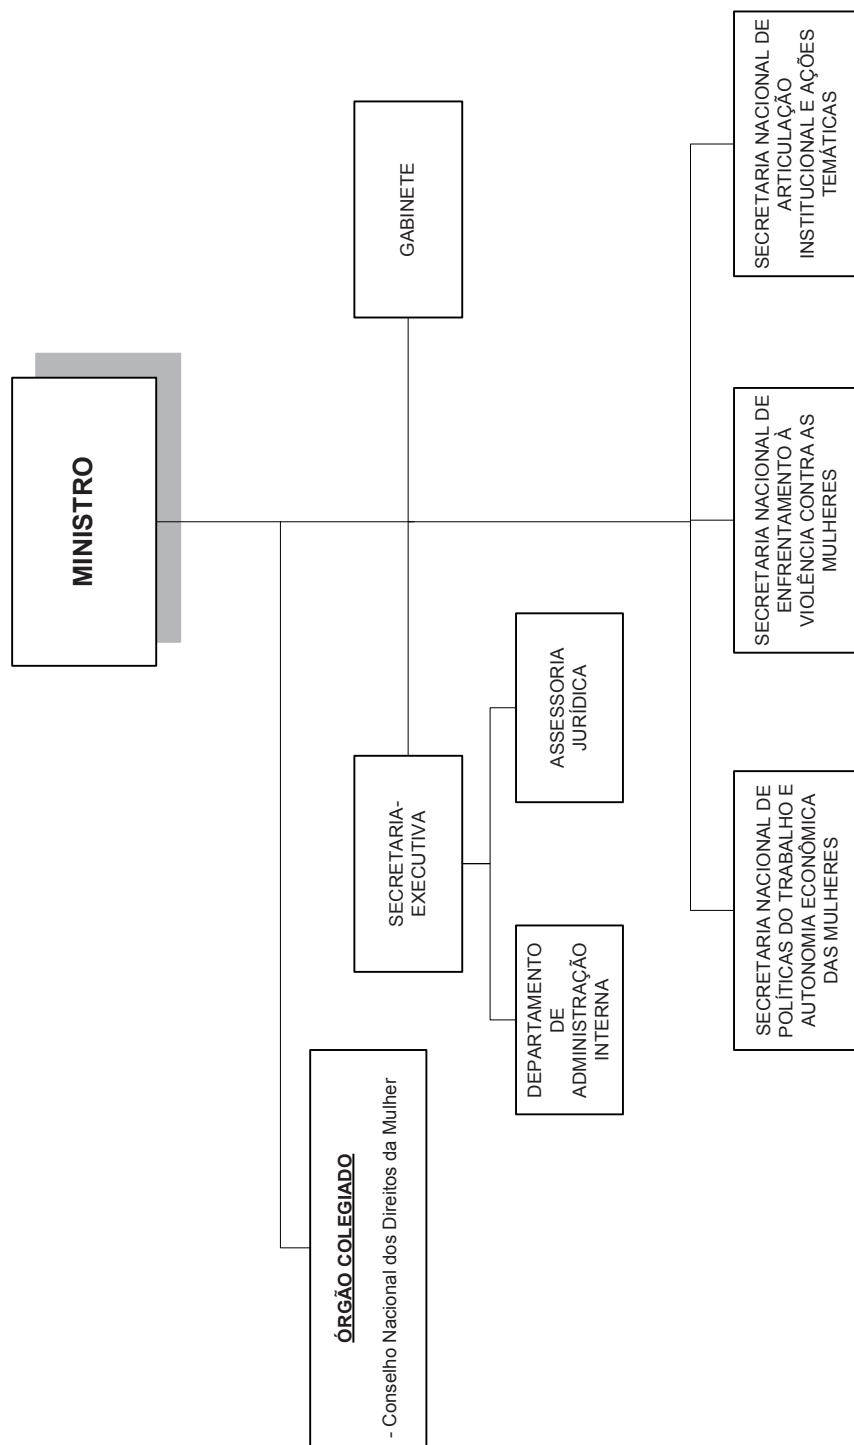 MINISTRO
ÓRGÃO COLEGIADO
- Conselho Nacional dos Direitos da Mulher
SECRETARIA-
EXECUTIVA
GABINETE
DEPARTAMENTO
DE
ADMINISTRAÇÃO
INTERNA
ASSESSORIA
JURÍDICA
SECRETARIA NACIONAL DE
POLÍTICAS DO TRABALHO E
AUTONOMIA ECONÔMICA
DAS MULHERES
SECRETARIA NACIONAL DE
ENFRENTAMENTO À
VIOLÊNCIA CONTRA AS
MULHERES
SECRETARIA NACIONAL DE
ARTICULAÇÃO
INSTITUCIONAL E AÇÕES
TEMÁTICAS